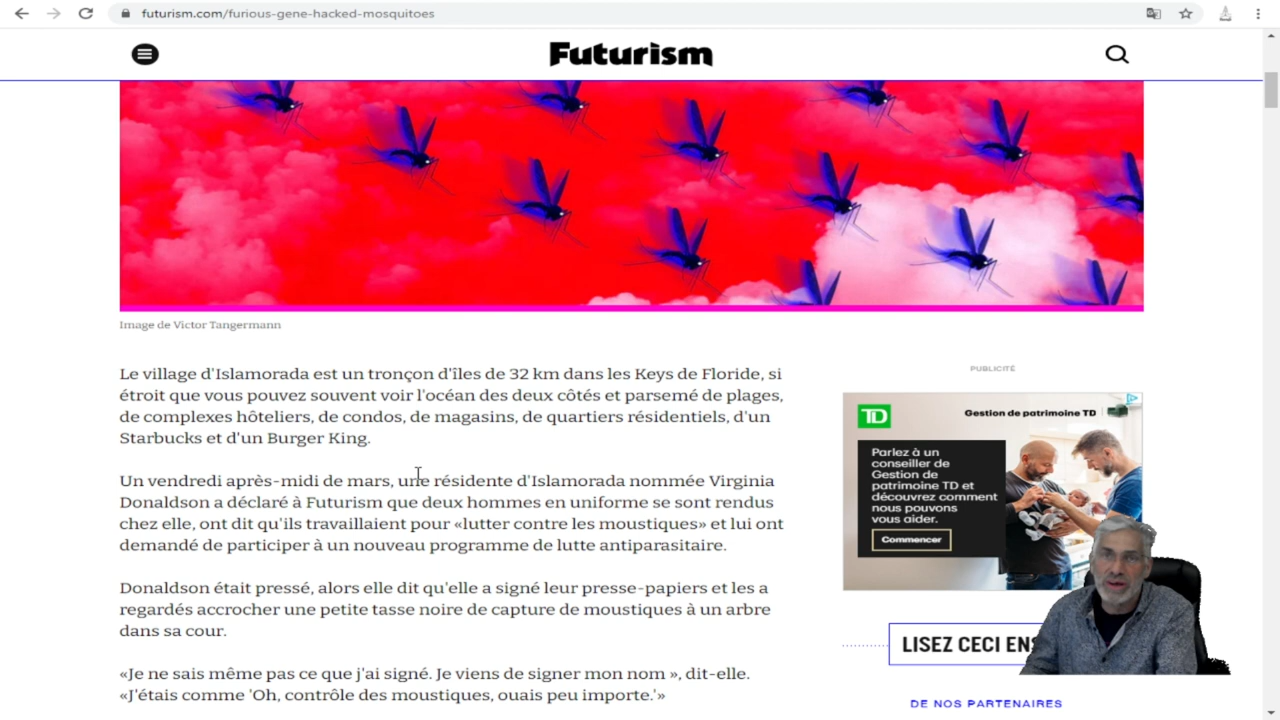 futurism.com/furious-gene-hacked-mosquitoes
Futurism
Image de Victor Tangermann
Le village d'Islamorada est un tronçon d'îles de 32 km dans les Keys de Floride, si
étroit que vous pouvez souvent voir l'océan des deux côtés et parsemé de plages,
de complexes hôteliers, de condos, de magasins, de quartiers résidentiels, d'un
Starbucks et d'un Burger King.
Un vendredi après-midi de mars, une résidente d'Islamorada nommée Virginia
Donaldson a déclaré à Futurism que deux hommes en uniforme se sont rendus
chez elle, ont dit qu'ils travaillaient pour «lutter contre les moustiques» et lui ont
demandé de participer à un nouveau programme de lutte antiparasitaire.
Donaldson était pressé, alors elle dit qu'elle a signé leur presse-papiers et les a
regardés accrocher une petite tasse noire de capture de moustiques à un arbre
dans sa cour.
«Je ne sais même pas ce que j'ai signé. Je viens de signer mon nom », dit-elle.
«J'étais comme 'Oh, contrôle des moustiques, ouais peu importe.'»
PUBLICITÉ
TD
Gestion de patrimoine TD
Parlez à un
conseiller de
Gestion de
patrimoine TD et
découvrez comment
nous pouvons
vous aider.
Commencer
LISEZ CECI
DE NOS PARTENAIRES